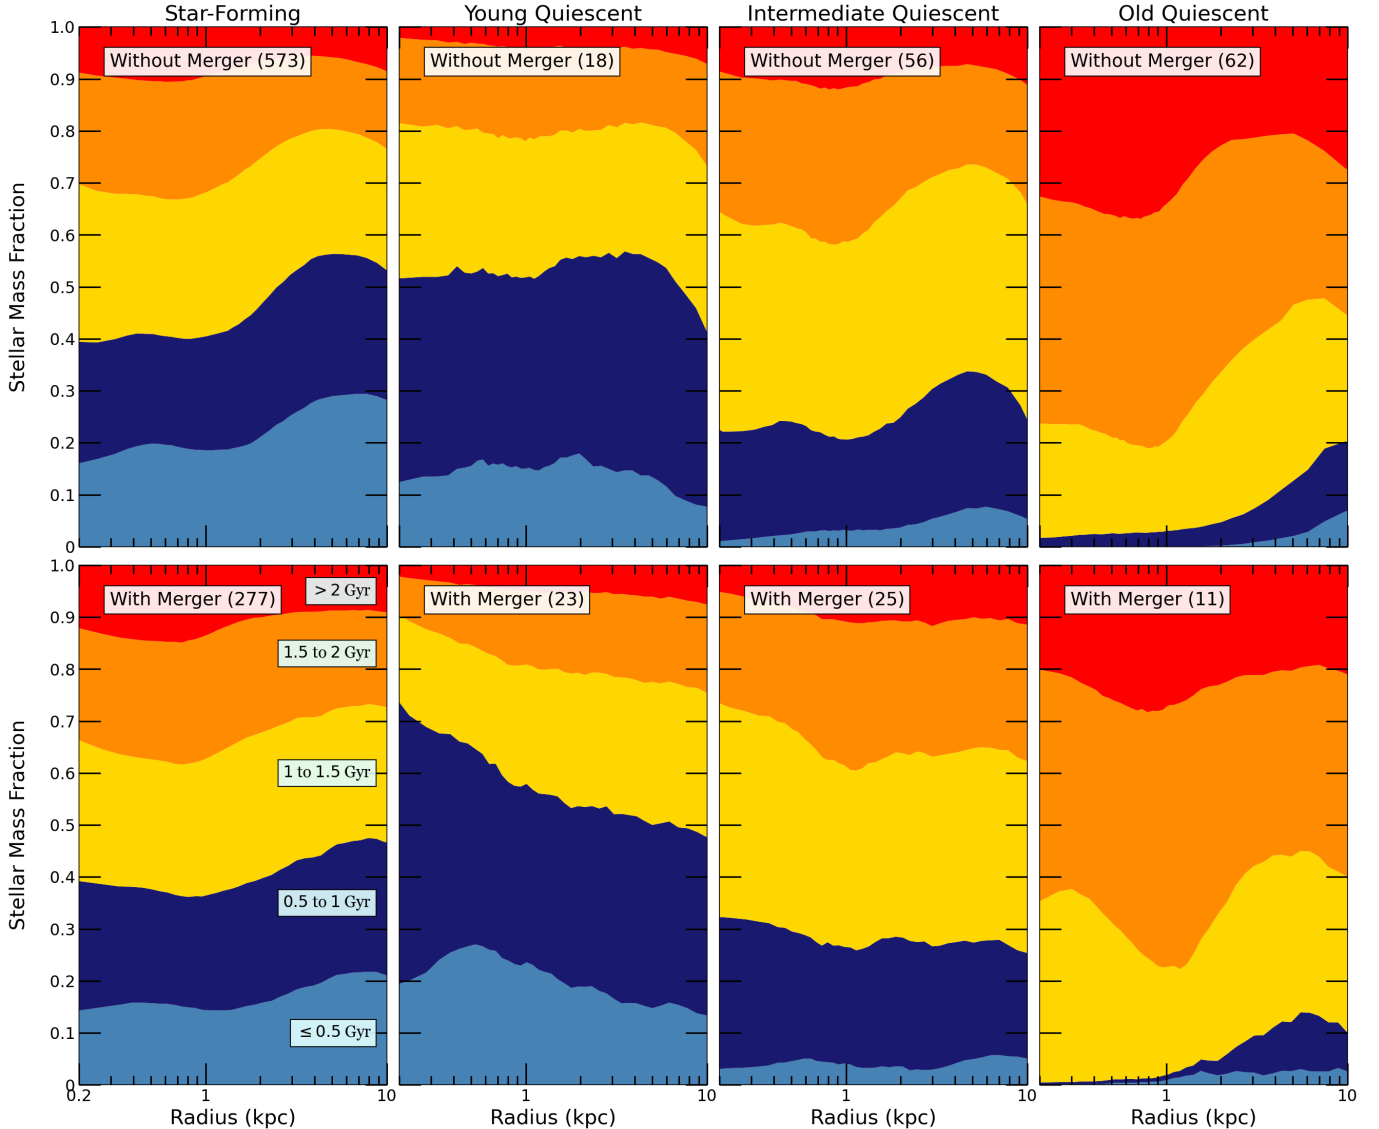 Star-Forming
Young Quiescent
Intermediate Quiescent
Old Quiescent
Stellar Mass Fraction
1.0
0.9
0.8
0.7
0.6
0.5
0.4
0.3
0.2
0.1
0
Without Merger (573)
Without Merger (18)
Without Merger (56)
Without Merger (62)
Stellar Mass Fraction
1.0
0.9
0.8
0.7
0.6
0.5
0.4
0.3
0.2
0.1
0
With Merger (277)
> 2 Gyr
1.5 to 2 Gyr
1 to 1.5 Gyr
0.5 to 1 Gyr
≤ 0.5 Gyr
With Merger (23)
With Merger (25)
With Merger (11)
0.2 1 10
1 10
1 10
1 10
Radius (kpc)
Radius (kpc)
Radius (kpc)
Radius (kpc)